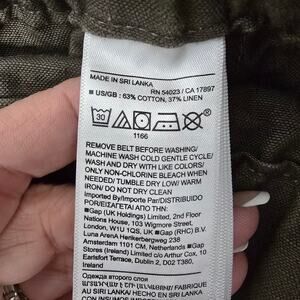 MADE IN SRI LANKA
RN 54023 / CA 17897
■ US/GB : 63% COTTON, 37% LINEN
30
1166
REMOVE BELT BEFORE WASHING/
MACHINE WASH COLD GENTLE CYCLE/
WASH AND DRY WITH LIKE COLORS/
ONLY NON-CHLORINE BLEACH WHEN
NEEDED/ TUMBLE DRY LOW/ WARM
IRON/ DO NOT DRY CLEAN
Imported By/Importé Par/DISTRIBUIDO
POR/ΕΙΣΑΓΕΤΑΙ ΑΠΟ ΤΗΝ:
■Gap (UK Holdings) Limited, 2nd Floor
Nations House, 103 Wigmore Street,
London, W1U 1QS, UK ■Gap (RHC) B.V.
Luna ArenA Herikerbergweg 238
Amsterdam 1101 CM, Netherlands
■Gap (Ireland) Limited c/o Arthur Cox, 10
Earlsfort Terrace, Dublin 2, D02 T380,
Ireland
Одежда второго слоя
AU SRI LANKA/ HECHO EN SRI